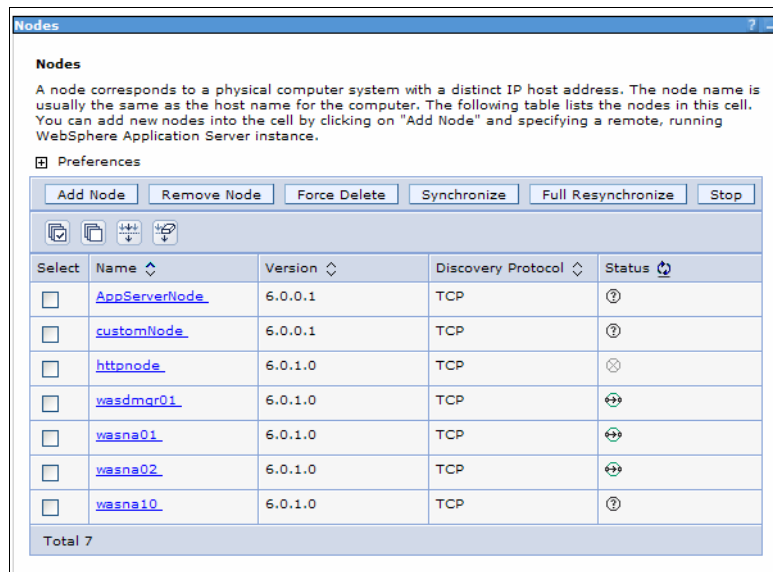 Nodes ? –
Nodes
A node corresponds to a physical computer system with a distinct IP host address. The node name is
usually the same as the host name for the computer. The following table lists the nodes in this cell.
You can add new nodes into the cell by clicking on "Add Node" and specifying a remote, running
WebSphere Application Server instance.
+ Preferences
Add Node Remove Node Force Delete Synchronize Full Resynchronize Stop
Select Name Version Discovery Protocol Status
AppServerNode 6.0.0.1 TCP ?
customNode 6.0.0.1 TCP ?
httpnode 6.0.1.0 TCP
wasdmgr01 6.0.1.0 TCP
wasna01 6.0.1.0 TCP
wasna02 6.0.1.0 TCP
wasna10 6.0.1.0 TCP ?
Total 7